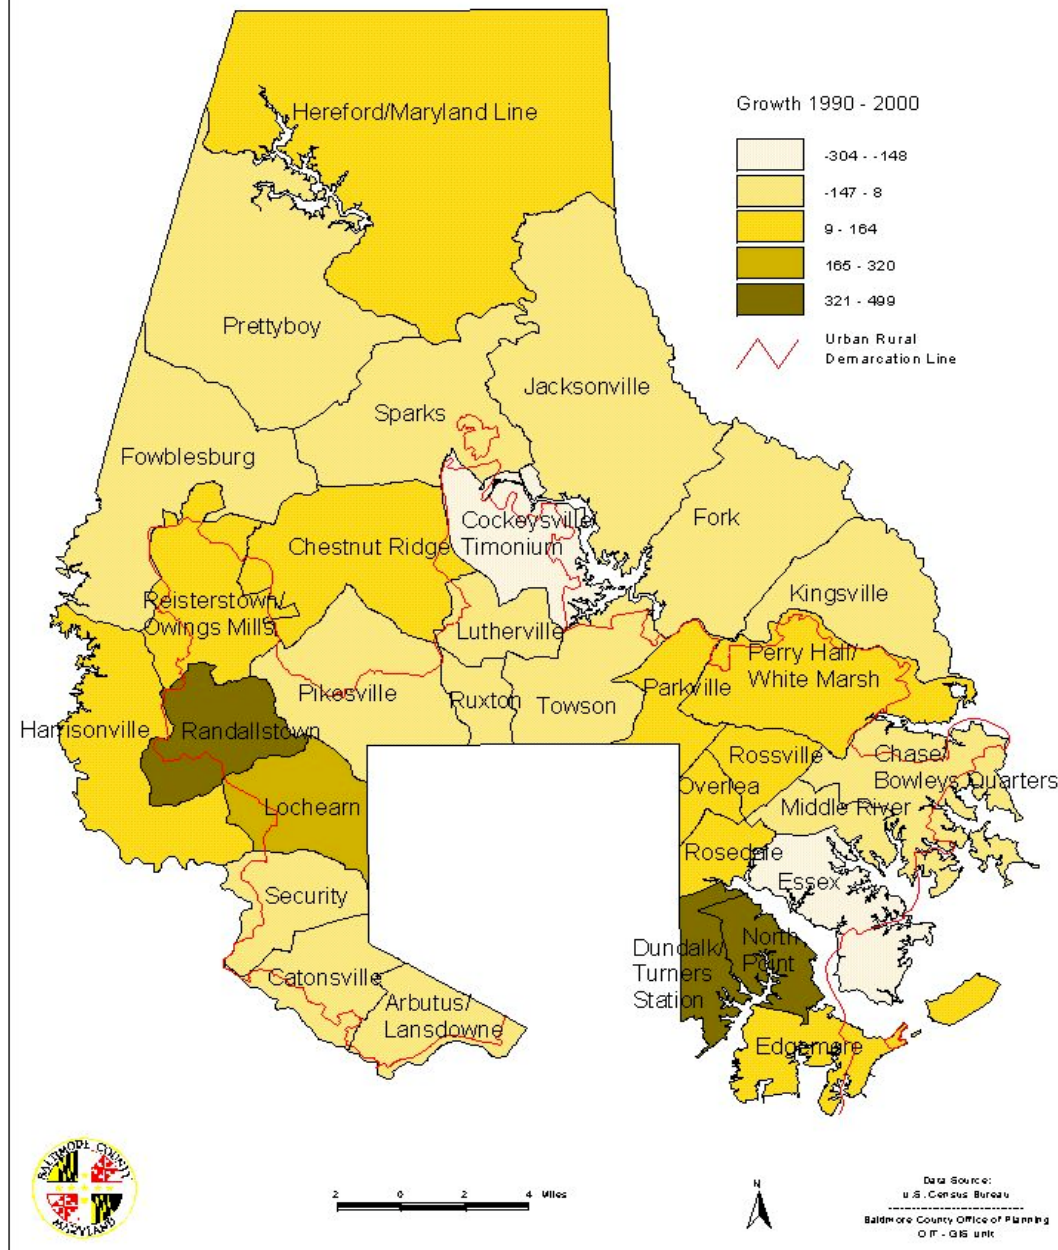 Hereford/Maryland Line
Growth 1990 - 2000
-304 - -148
-147 - 8
9 - 164
165 - 320
321 - 499
Urban Rural
Demarcation Line
Prettyboy
Jacksonville
Sparks
Fowblesburg
Cockeysville/
Timonium
Fork
Chestnut Ridge
Kingsville
Reisterstown/
Owings Mills
Lutherville
Perry Hall/
White Marsh
Pikesville
Ruxton
Towson
Parkville
Harrisonville
Randallstown
Rossville
Chase/
Bowleys Quarters
Overlea
Middle River
Lochearn
Rosedale
Essex
Security
Dundalk/
Turners
Station
North
Point
Catonsville
Arbutus/
Lansdowne
Edgemere
BALTIMORE COUNTY
MARYLAND
2 0 2 4 Miles
N
Data Source:
U.S. Census Bureau
Baltimore County Office of Planning
OIT - GIS Unit